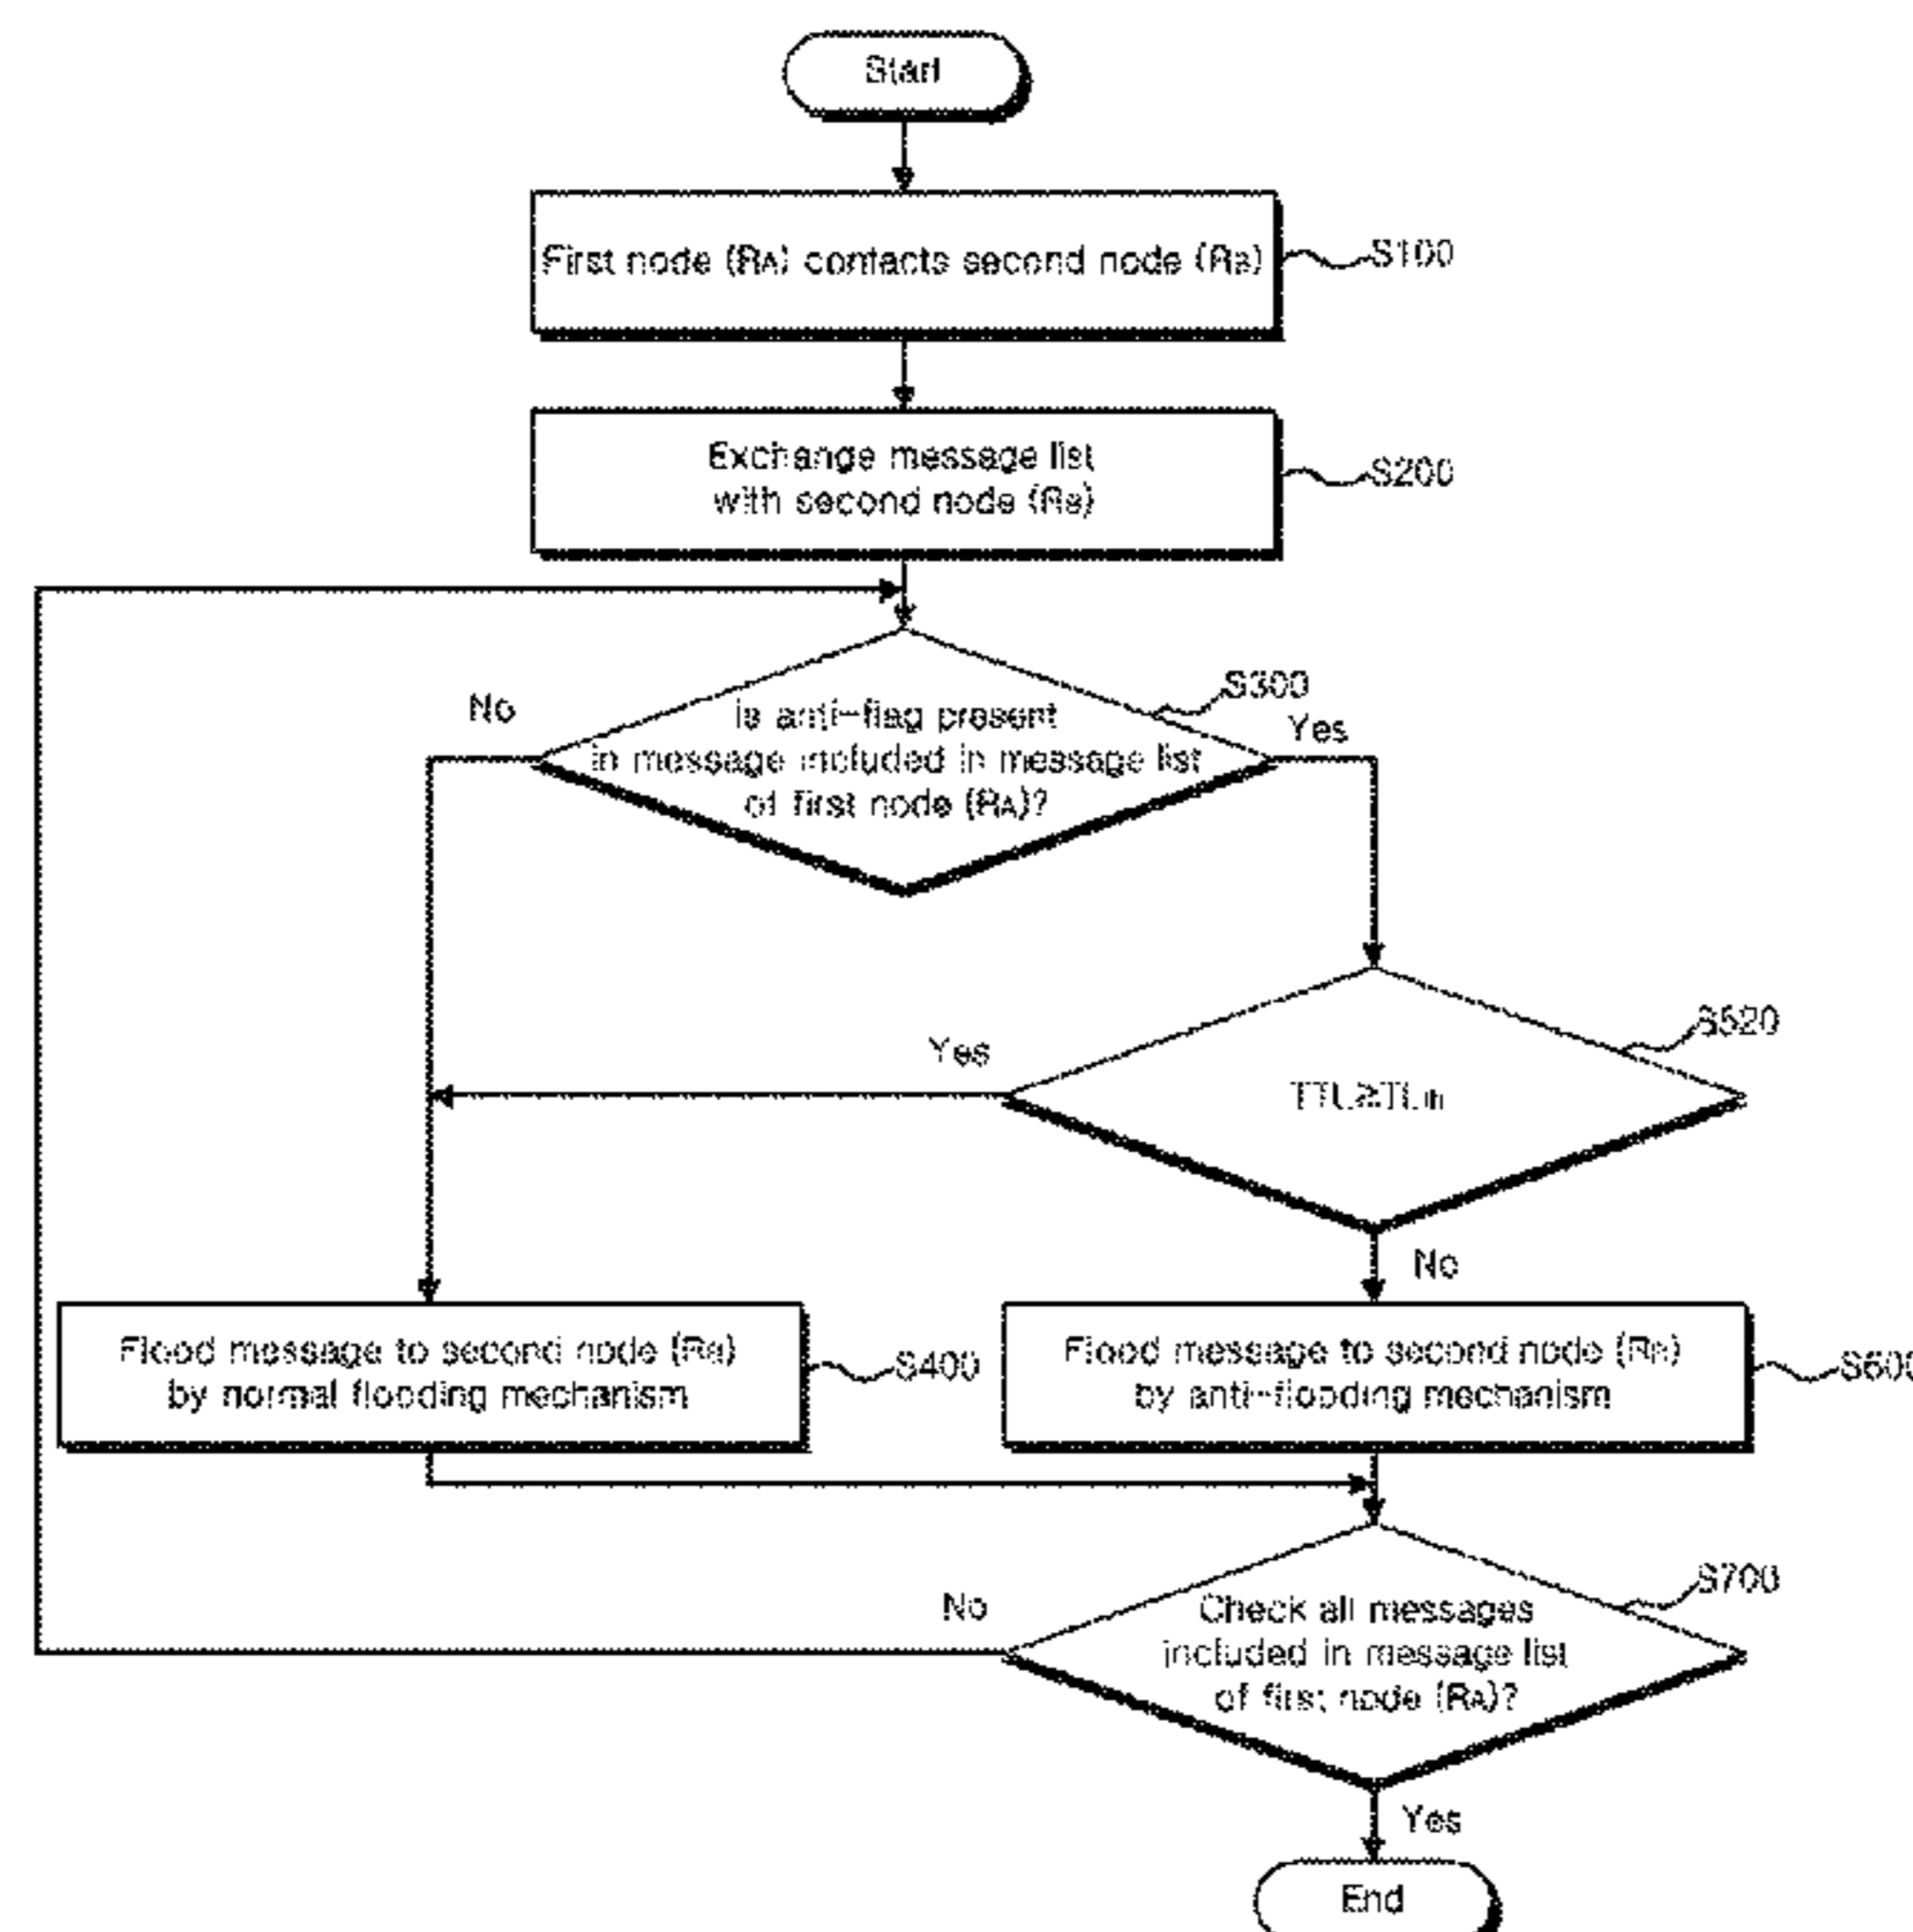 Start
First node (RA) contacts second node (RB)
S100
Exchange message list
with second node (RB)
S200
S300
No
Yes
is anti-flag present
in message included in message list
of first node (RA)?
S520
Yes
No
Flood message to second node (RB)
by normal flooding mechanism
S400
Flood message to second node (RB)
by anti-flooding mechanism
S600
S700
No
Check all messages
included in message list
of first node (RA)?
Yes
End